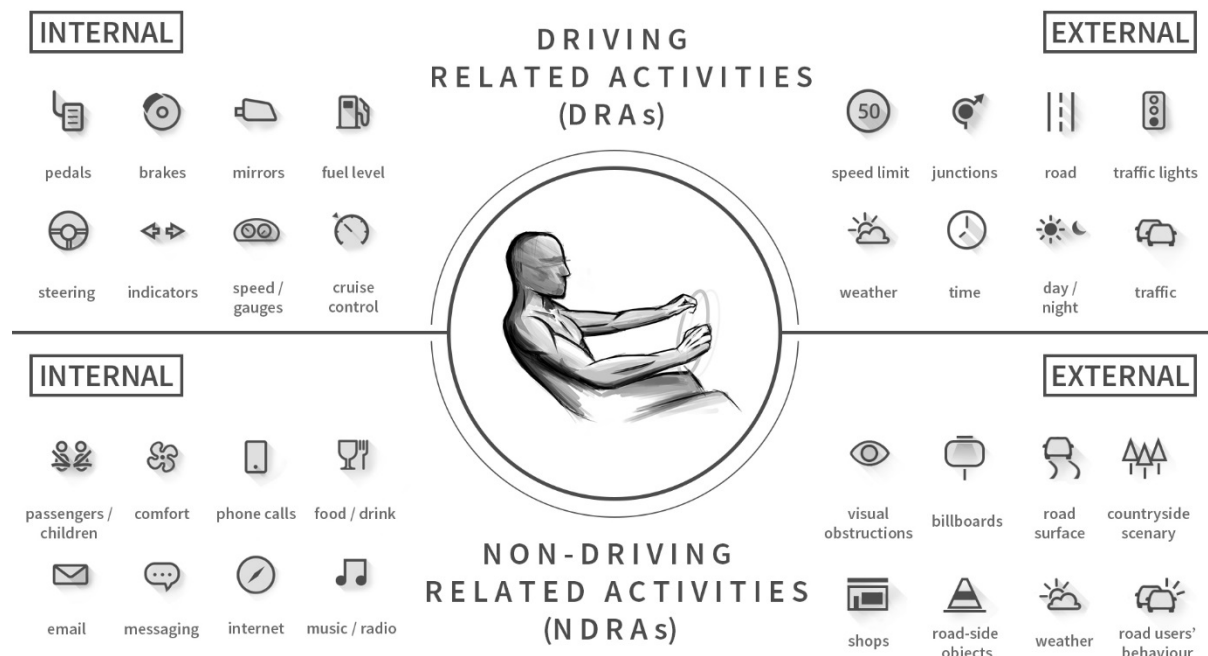 INTERNAL
DRIVING
RELATED ACTIVITIES
(DRAs)
EXTERNAL
pedals
brakes
mirrors
fuel level
steering
indicators
speed /
gauges
cruise
control
50
speed limit
junctions
road
traffic lights
weather
time
day /
night
traffic
INTERNAL
EXTERNAL
passengers /
children
comfort
phone calls
food / drink
email
messaging
internet
music / radio
NON-DRIVING
RELATED ACTIVITIES
(NDRAs)
visual
obstructions
billboards
road
surface
countryside
scenary
shops
road-side
objects
weather
road users'
behaviour